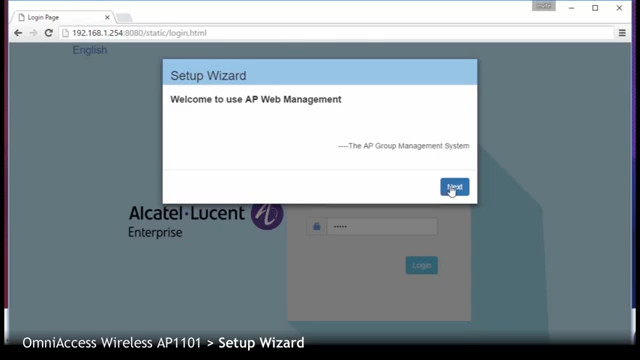 Login Page
192.168.1.254:8080/static/login.html
English
Setup Wizard
Welcome to use AP Web Management
----The AP Group Management System
Next
Alcatel·Lucent
Enterprise
•••••
Login
OmniAccess Wireless AP1101 > Setup Wizard